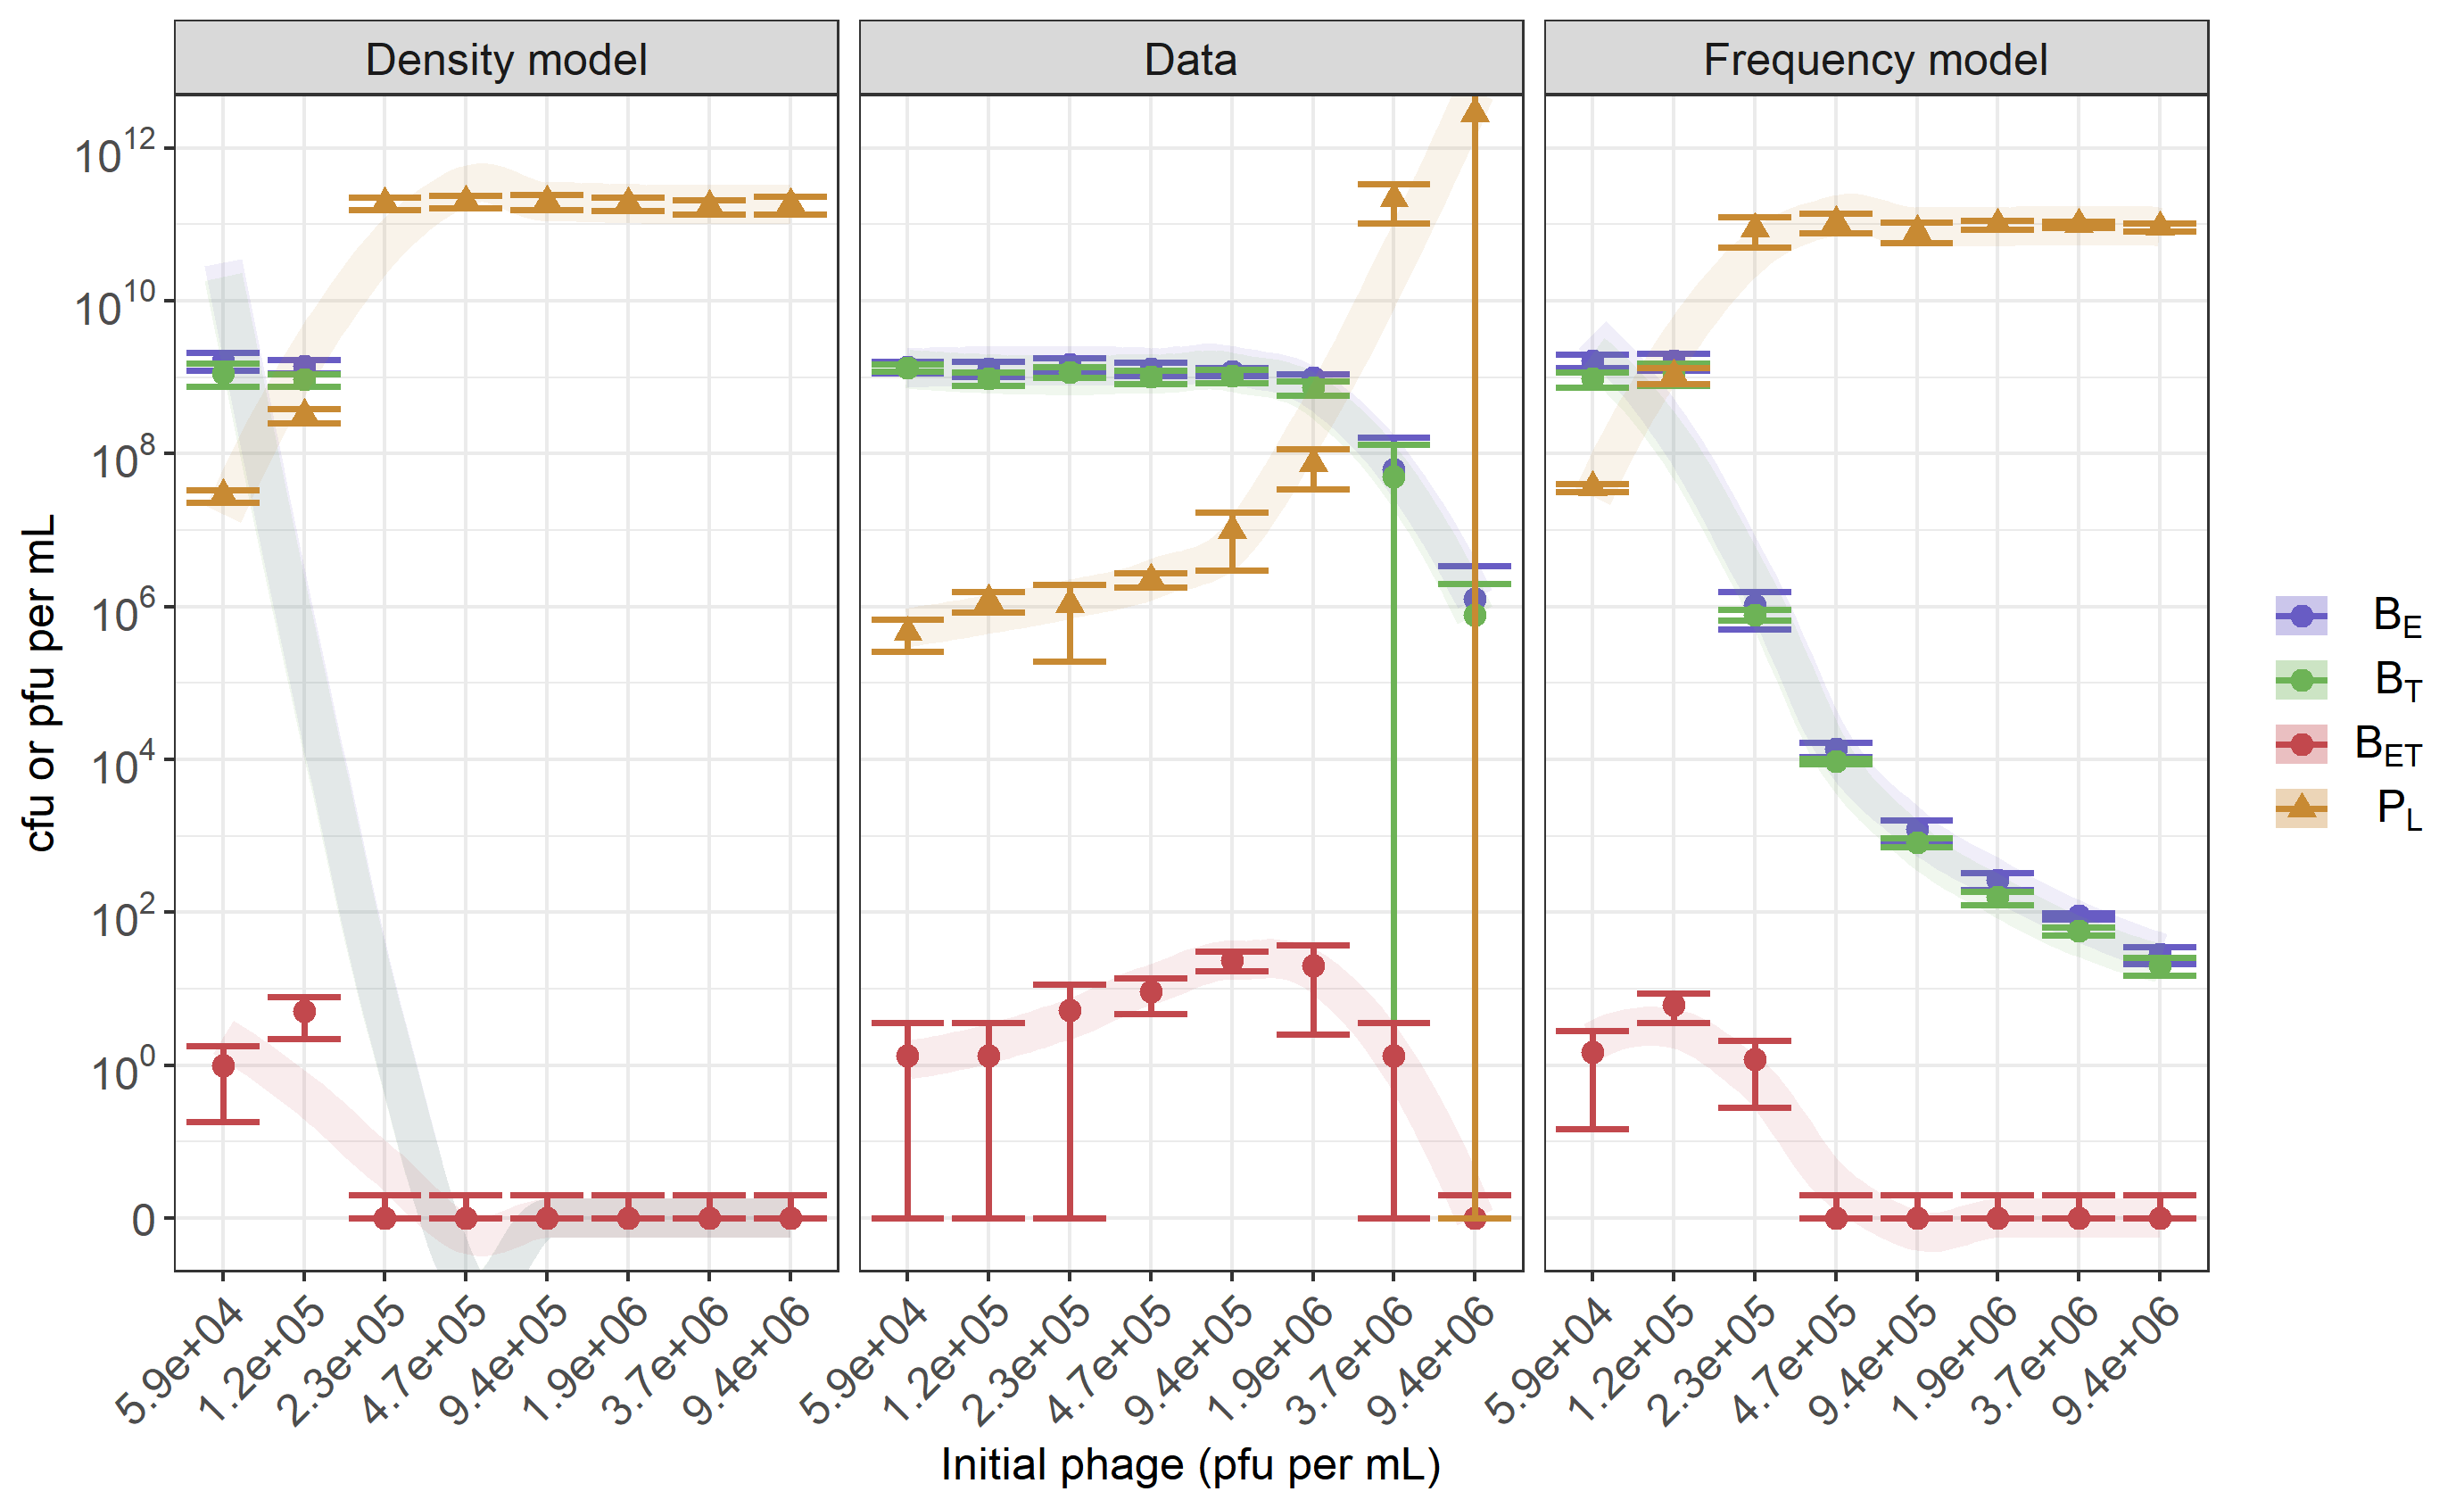 Density model
Data
Frequency model
cfu or pfu per mL
10^12
10^10
10^8
10^6
10^4
10^2
10^0
0
5.9e+04
1.2e+05
2.3e+05
4.7e+05
9.4e+05
1.9e+06
3.7e+06
9.4e+06
5.9e+04
1.2e+05
2.3e+05
4.7e+05
9.4e+05
1.9e+06
3.7e+06
9.4e+06
5.9e+04
1.2e+05
2.3e+05
4.7e+05
9.4e+05
1.9e+06
3.7e+06
9.4e+06
Initial phage (pfu per mL)
B_E
B_T
B_ET
P_L